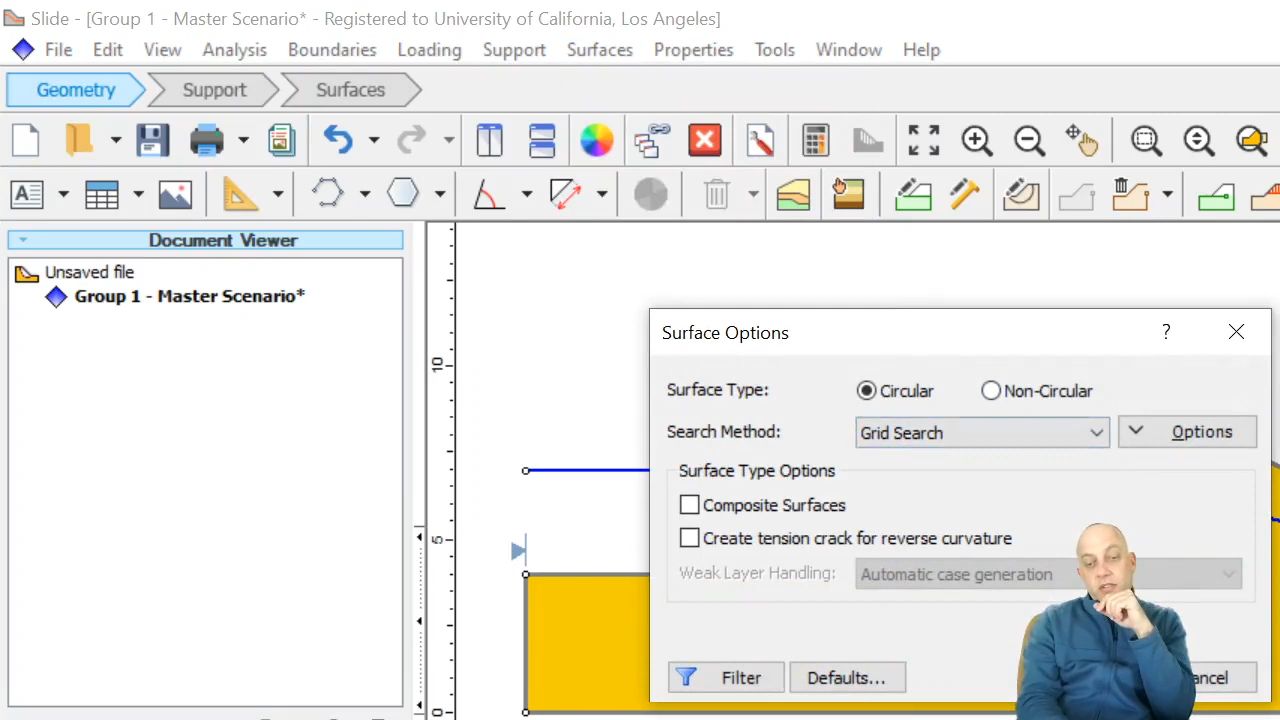 Slide - [Group 1 - Master Scenario* - Registered to University of California, Los Angeles]
File Edit View Analysis Boundaries Loading Support Surfaces Properties Tools Window Help
Geometry Support Surfaces
A
Document Viewer
Unsaved file
Group 1 - Master Scenario*
10
5
0
Surface Options ?
Surface Type: Circular Non-Circular
Search Method: Grid Search Options
Surface Type Options
Composite Surfaces
Create tension crack for reverse curvature
Weak Layer Handling: Automatic case generation
Filter Defaults... ancel